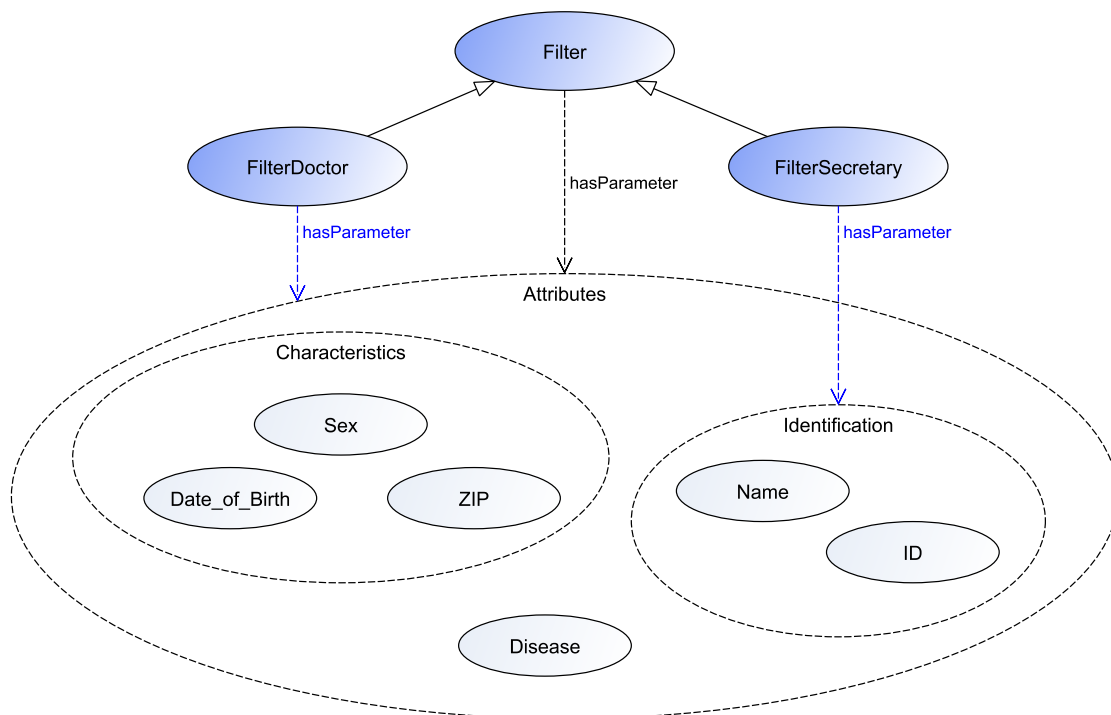 Filter
FilterDoctor
FilterSecretary
hasParameter
hasParameter
hasParameter
Attributes
Characteristics
Sex
Date_of_Birth
ZIP
Identification
Name
ID
Disease